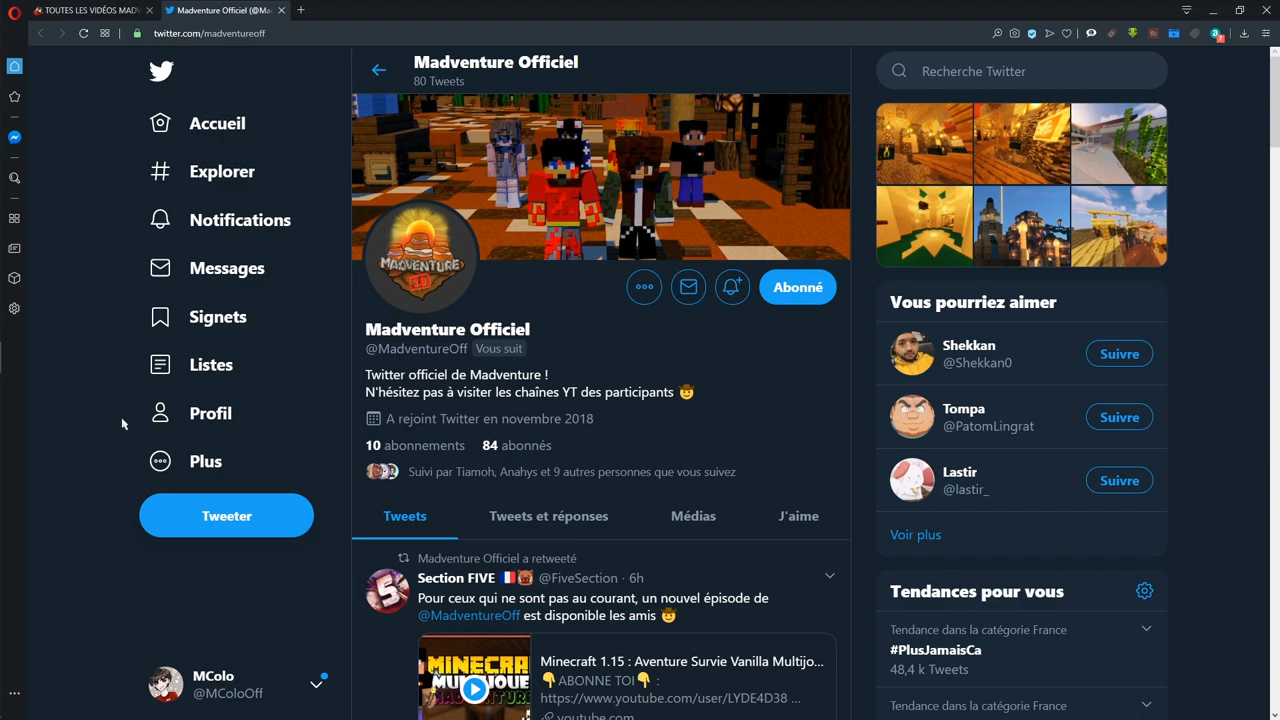 TOUTES LES VIDÉOS MADV
Madventure Officiel (@Ma
twitter.com/madventureoff
Accueil
Explorer
Notifications
Messages
Signets
Listes
Profil
Plus
Tweeter
MColo
@MColoOff
Madventure Officiel
80 Tweets
MADVENTURE
2.0
Abonné
Madventure Officiel
@MadventureOff Vous suit
Twitter officiel de Madventure !
N'hésitez pas à visiter les chaînes YT des participants 🤠
A rejoint Twitter en novembre 2018
10 abonnements 84 abonnés
Suivi par Tiamoh, Anahys et 9 autres personnes que vous suivez
Tweets Tweets et réponses Médias J'aime
Madventure Officiel a retweeté
Section FIVE 🇫🇷🐻 @FiveSection · 6h
Pour ceux qui ne sont pas au courant, un nouvel épisode de
@MadventureOff est disponible les amis 🤠
MINECRAFT
Minecraft 1.15 : Aventure Survie Vanilla Multijo...
👇ABONNE TOI👇 :
https://www.youtube.com/user/LYDE4D38 ...
youtube.com
Recherche Twitter
Vous pourriez aimer
Shekkan
@Shekkan0
Suivre
Tompa
@PatomLingrat
Suivre
Lastir
@lastir_
Suivre
Voir plus
Tendances pour vous
Tendance dans la catégorie France
#PlusJamaisCa
48,4 k Tweets
Tendance dans la catégorie France